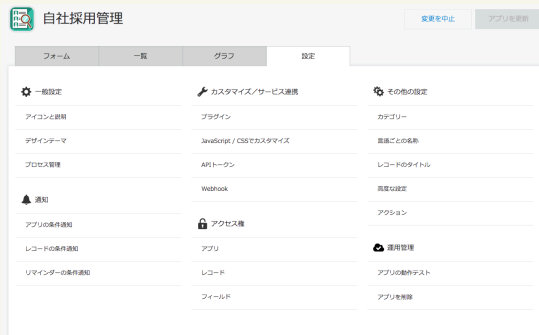 自社採用管理
変更を中止
アプリを更新
フォーム
一覧
グラフ
設定
一般設定
アイコンと説明
デザインテーマ
プロセス管理
通知
アプリの条件通知
レコードの条件通知
リマインダーの条件通知
カスタマイズ／サービス連携
プラグイン
JavaScript / CSSでカスタマイズ
APIトークン
Webhook
アクセス権
アプリ
レコード
フィールド
その他の設定
カテゴリー
言語ごとの名称
レコードのタイトル
高度な設定
アクション
運用管理
アプリの動作テスト
アプリを削除